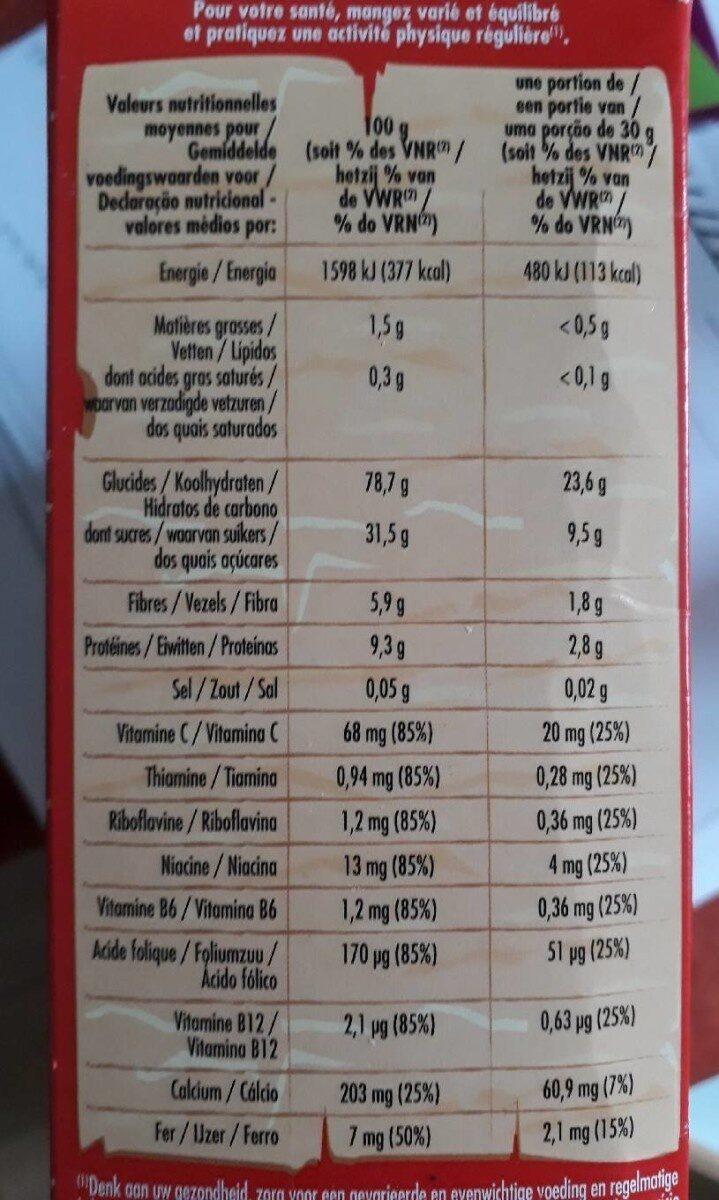 Pour votre santé, mangez varié et équilibré
et pratiquez une activité physique régulière⁽¹⁾.
Valeurs nutritionnelles
moyennes pour /
Gemiddelde
voedingswaarden voor /
Declaração nutricional -
valores médios por:
100 g
(soit % des VNR⁽²⁾ /
hetzij % van
de VWR⁽²⁾ /
% do VRN⁽²⁾)
une portion de /
een portie van /
uma porção de 30 g
(soit % des VNR⁽²⁾ /
hetzij % van
de VWR⁽²⁾ /
% do VRN⁽²⁾)
Energie / Energia 1598 kJ (377 kcal) 480 kJ (113 kcal)
Matières grasses / 1,5 g < 0,5 g
Vetten / Lípidos
dont acides gras saturés / 0,3 g < 0,1 g
waarvan verzadigde vetzuren /
dos quais saturados
Glucides / Koolhydraten / 78,7 g 23,6 g
Hidratos de carbono
dont sucres / waarvan suikers / 31,5 g 9,5 g
dos quais açúcares
Fibres / Vezels / Fibra 5,9 g 1,8 g
Protéines / Eiwitten / Proteínas 9,3 g 2,8 g
Sel / Zout / Sal 0,05 g 0,02 g
Vitamine C / Vitamina C 68 mg (85%) 20 mg (25%)
Thiamine / Tiamina 0,94 mg (85%) 0,28 mg (25%)
Riboflavine / Riboflavina 1,2 mg (85%) 0,36 mg (25%)
Niacine / Niacina 13 mg (85%) 4 mg (25%)
Vitamine B6 / Vitamina B6 1,2 mg (85%) 0,36 mg (25%)
Acide folique / Foliumzuu / 170 µg (85%) 51 µg (25%)
Ácido fólico
Vitamine B12 / 2,1 µg (85%) 0,63 µg (25%)
Vitamina B12
Calcium / Cálcio 203 mg (25%) 60,9 mg (7%)
Fer / IJzer / Ferro 7 mg (50%) 2,1 mg (15%)
⁽¹⁾Denk aan uw gezondheid, zorg voor een gevarieerde en evenwichtige voeding en regelmatige